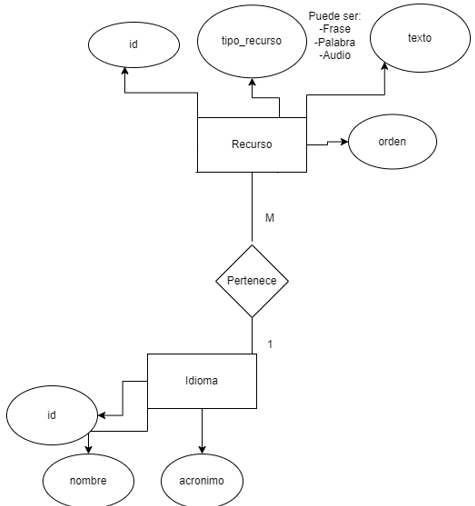 Puede ser:
-Frase
-Palabra
-Audio
id
tipo_recurso
texto
Recurso
orden
M
Pertenece
1
Idioma
id
nombre
acronimo